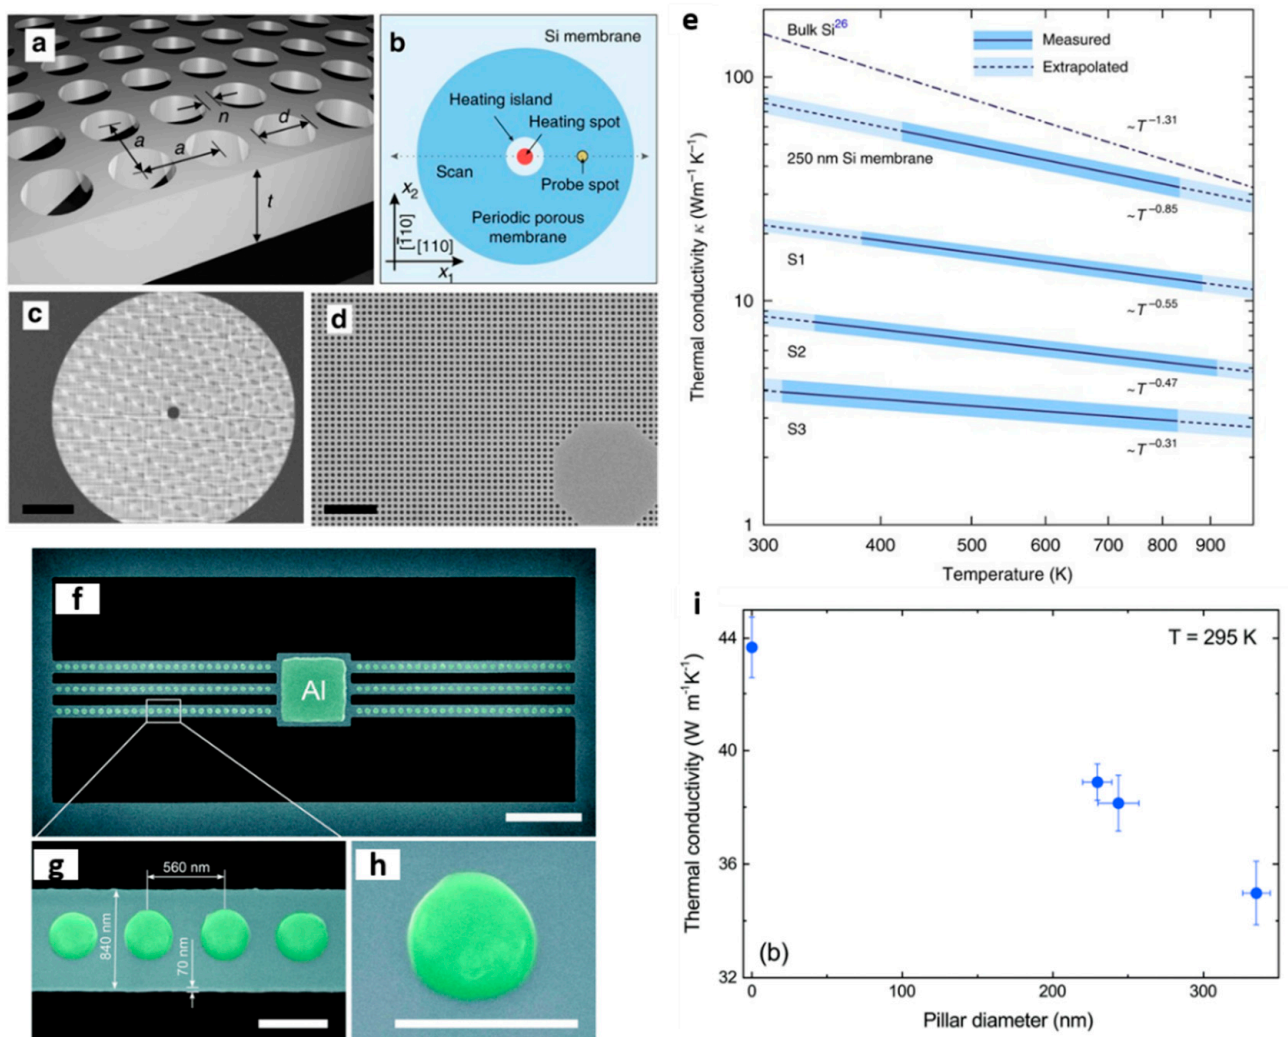 a
n
d
a
a
t
b
Si membrane
Heating island
Heating spot
Scan
Probe spot
x2
Periodic porous
membrane
[1̄10]
[110]
x1
c
d
e
Bulk Si26
Measured
Extrapolated
100
~T−1.31
250 nm Si membrane
~T−0.85
S1
10
~T−0.55
S2
~T−0.47
S3
~T−0.31
1
300
400
500
600
700
800
900
Temperature (K)
Thermal conductivity κ (Wm−1 K−1)
f
Al
g
560 nm
840 nm
70 nm
h
i
44
T = 295 K
40
36
32
(b)
0
100
200
300
Pillar diameter (nm)
Thermal conductivity (W m−1K−1)